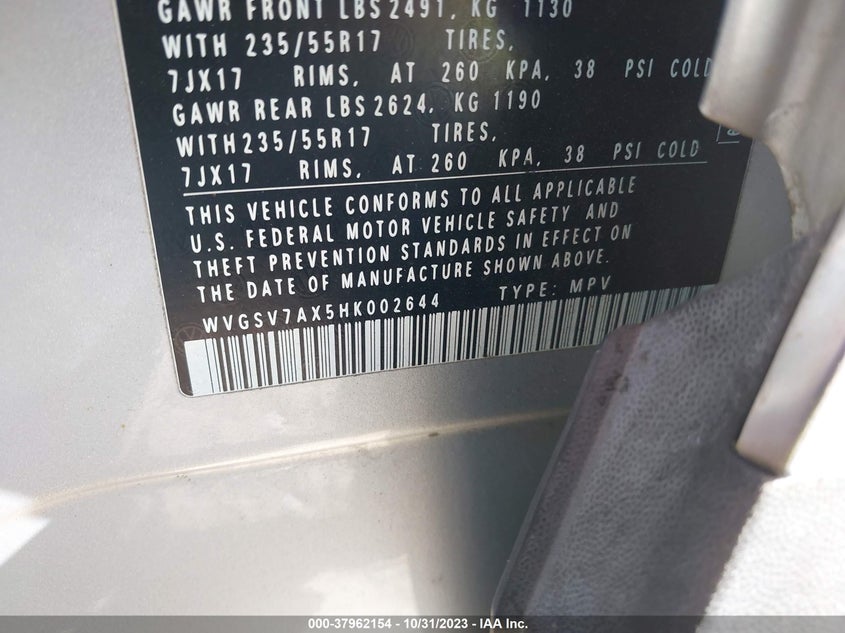 GAWR FRONT LBS 2491, KG 1130
WITH 235/55R17 TIRES,
7JX17 RIMS, AT 260 KPA, 38 PSI COLD
GAWR REAR LBS2624, KG 1190
WITH235/55R17 TIRES,
7JX17 RIMS, AT 260 KPA, 38 PSI COLD
THIS VEHICLE CONFORMS TO ALL APPLICABLE
U.S. FEDERAL MOTOR VEHICLE SAFETY AND
THEFT PREVENTION STANDARDS IN EFFECT ON
THE DATE OF MANUFACTURE SHOWN ABOVE.
WVGSV7AX5HK002644 TYPE: MPV
000-37962154 - 10/31/2023 - IAA Inc.